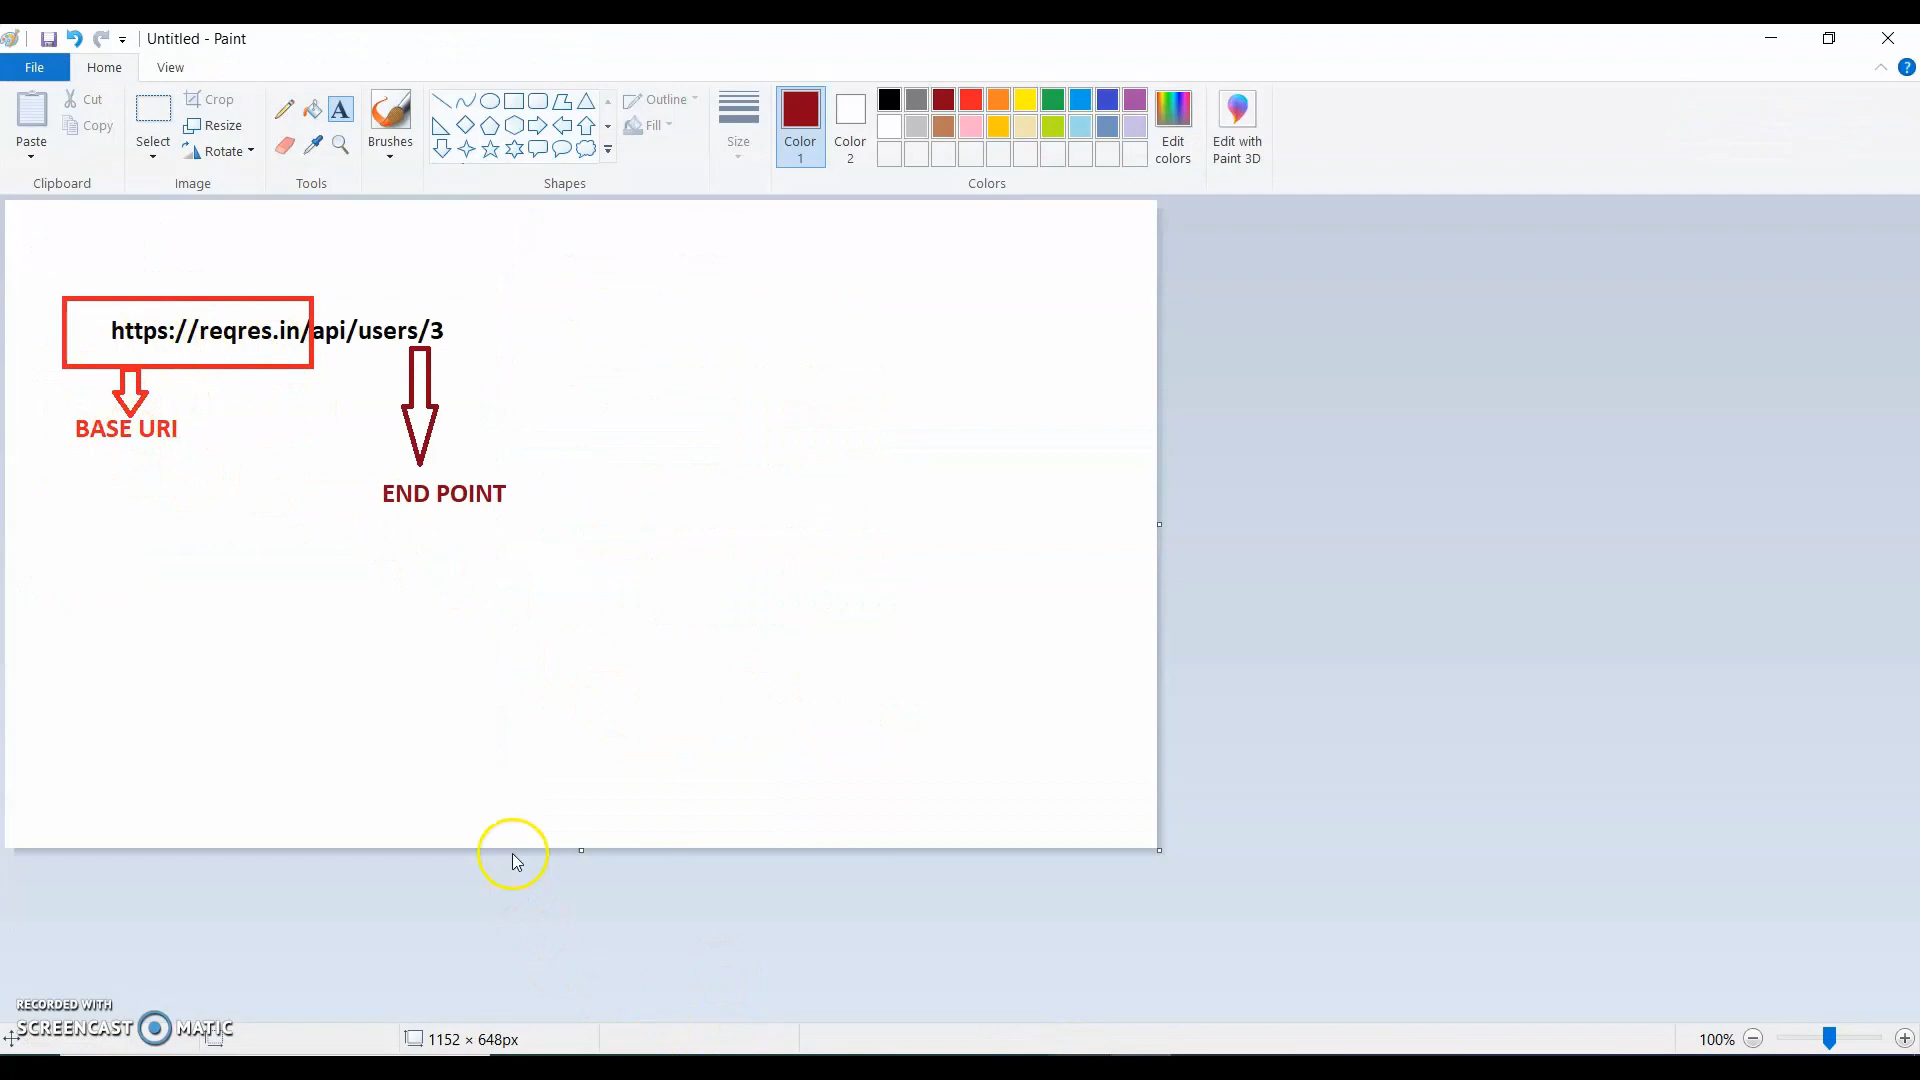 Untitled - Paint
File
Home
View
Paste
Cut
Copy
Clipboard
Select
Crop
Resize
Rotate
Image
Tools
Brushes
Shapes
Outline
Fill
Size
Color 1
Color 2
Edit colors
Colors
Edit with Paint 3D
https://reqres.in/api/users/3
BASE URI
END POINT
RECORDED WITH
SCREENCAST MATIC
1152 × 648px
100%